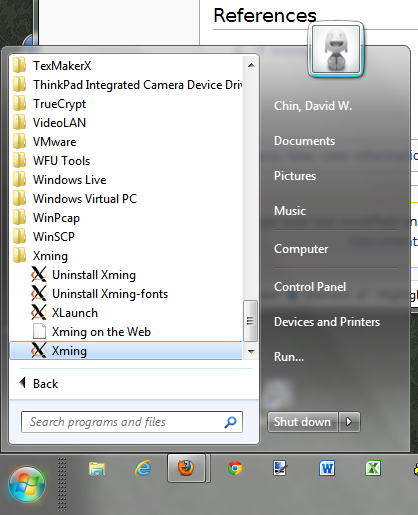 References
TexMakerX
ThinkPad Integrated Camera Device Driv
TrueCrypt
VideoLAN
VMware
WFU Tools
Windows Live
Windows Virtual PC
WinPcap
WinSCP
Xming
Uninstall Xming
Uninstall Xming-fonts
XLaunch
Xming on the Web
Xming
Back
Search programs and files
Chin, David W.
Documents
Pictures
Music
Computer
Control Panel
Devices and Printers
Run...
Shut down